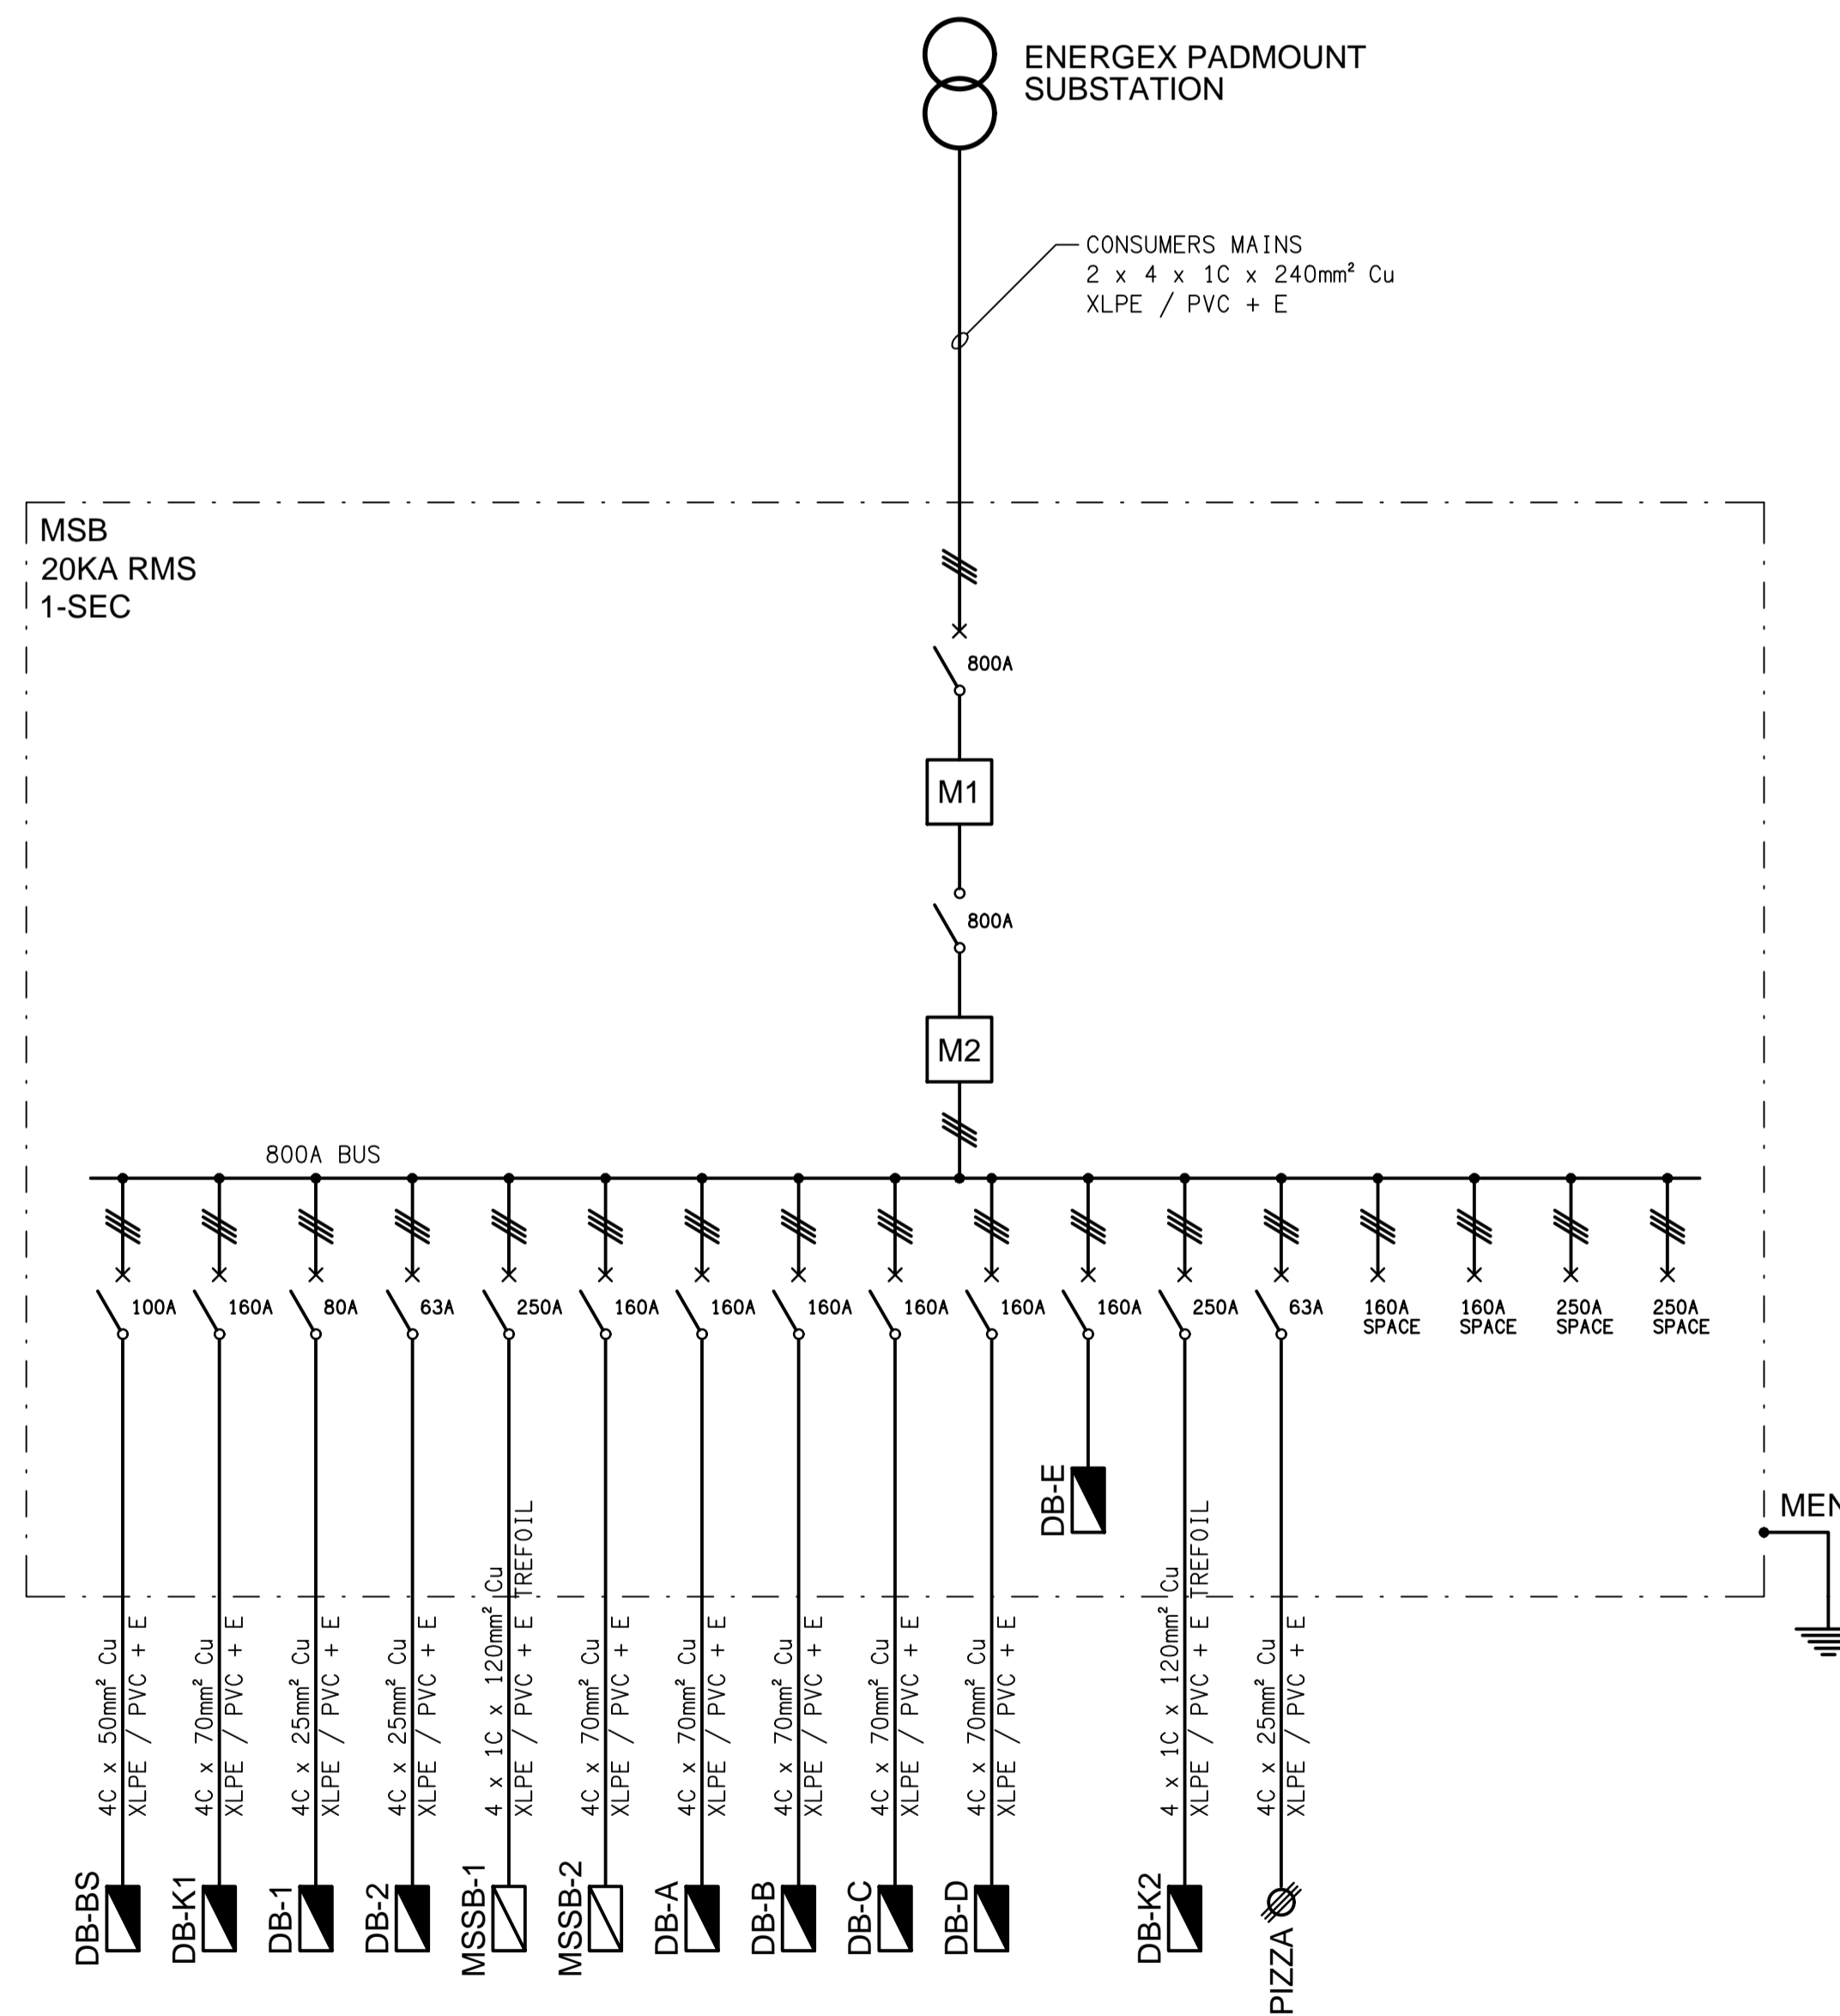 ENERGEX PADMOUNT
SUBSTATION
CONSUMERS MAINS
2 x 4 x 1C x 240mm² Cu
XLPE / PVC + E
MSB
20KA RMS
1-SEC
800A
M1
800A
M2
800A BUS
100A
160A
80A
63A
250A
160A
160A
160A
160A
160A
160A
250A
63A
160A
SPACE
160A
SPACE
250A
SPACE
250A
SPACE
MEN
DB-E
4C x 50mm² Cu
XLPE / PVC + E
4C x 70mm² Cu
XLPE / PVC + E
4C x 25mm² Cu
XLPE / PVC + E
4C x 25mm² Cu
XLPE / PVC + E
4 x 1C x 120mm² Cu
XLPE / PVC + E TREFOIL
4C x 70mm² Cu
XLPE / PVC + E
4C x 70mm² Cu
XLPE / PVC + E
4C x 70mm² Cu
XLPE / PVC + E
4C x 70mm² Cu
XLPE / PVC + E
4C x 70mm² Cu
XLPE / PVC + E
4 x 1C x 120mm² Cu
XLPE / PVC + E TREFOIL
4C x 25mm² Cu
XLPE / PVC + E
DB-BS
DB-K1
DB-1
DB-2
MSSB-1
MSSB-2
DB-A
DB-B
DB-C
DB-D
DB-K2
PIZZA